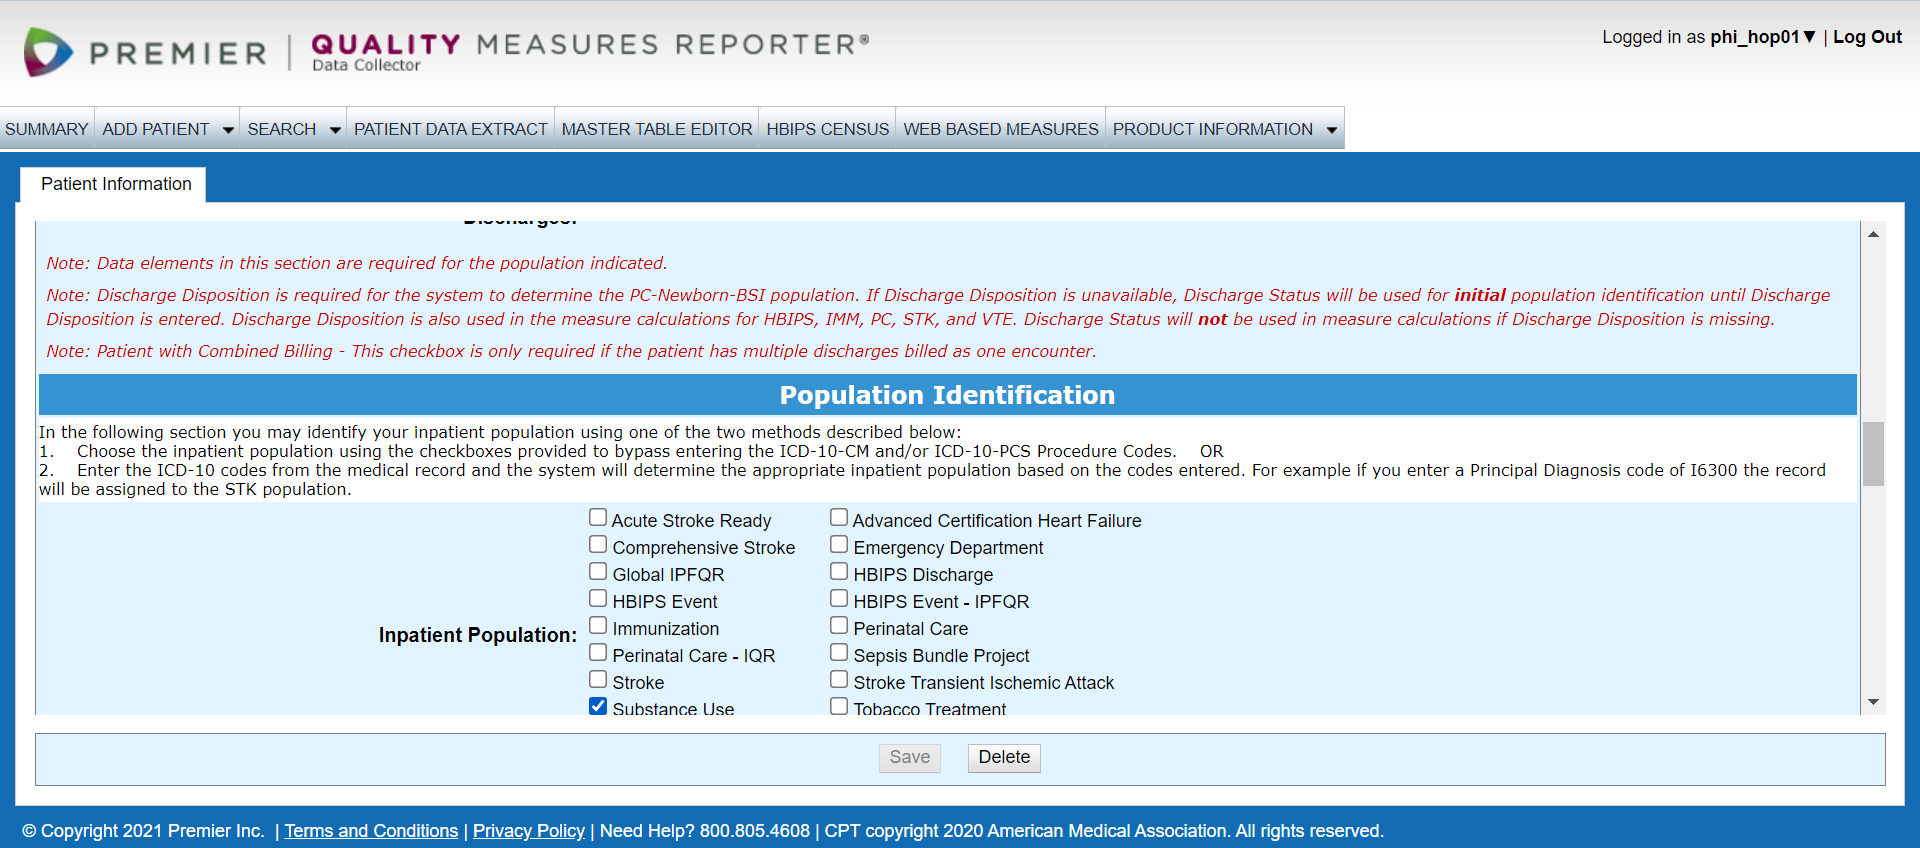 PREMIER | QUALITY MEASURES REPORTER®
Data Collector
Logged in as phi_hop01▼ | Log Out
SUMMARY ADD PATIENT SEARCH PATIENT DATA EXTRACT MASTER TABLE EDITOR HBIPS CENSUS WEB BASED MEASURES PRODUCT INFORMATION
Patient Information
Discharges:
Note: Data elements in this section are required for the population indicated.
Note: Discharge Disposition is required for the system to determine the PC-Newborn-BSI population. If Discharge Disposition is unavailable, Discharge Status will be used for initial population identification until Discharge
Disposition is entered. Discharge Disposition is also used in the measure calculations for HBIPS, IMM, PC, STK, and VTE. Discharge Status will not be used in measure calculations if Discharge Disposition is missing.
Note: Patient with Combined Billing - This checkbox is only required if the patient has multiple discharges billed as one encounter.
Population Identification
In the following section you may identify your inpatient population using one of the two methods described below:
1. Choose the inpatient population using the checkboxes provided to bypass entering the ICD-10-CM and/or ICD-10-PCS Procedure Codes. OR
2. Enter the ICD-10 codes from the medical record and the system will determine the appropriate inpatient population based on the codes entered. For example if you enter a Principal Diagnosis code of I6300 the record
will be assigned to the STK population.
Inpatient Population:
Acute Stroke Ready Advanced Certification Heart Failure
Comprehensive Stroke Emergency Department
Global IPFQR HBIPS Discharge
HBIPS Event HBIPS Event - IPFQR
Immunization Perinatal Care
Perinatal Care - IQR Sepsis Bundle Project
Stroke Stroke Transient Ischemic Attack
Substance Use Tobacco Treatment
Save Delete
© Copyright 2021 Premier Inc. | Terms and Conditions | Privacy Policy | Need Help? 800.805.4608 | CPT copyright 2020 American Medical Association. All rights reserved.